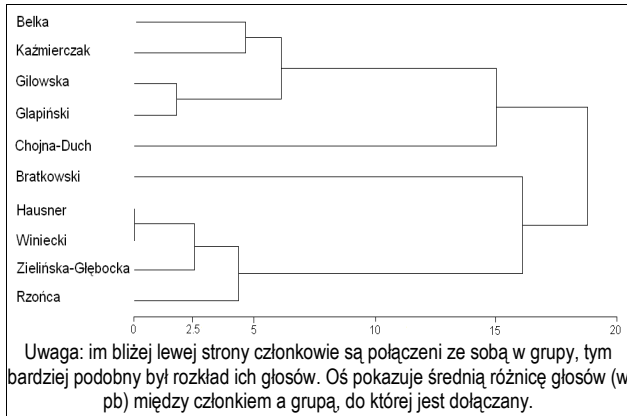 Belka
Kaźmierczak
Gilowska
Glapiński
Chojna-Duch
Bratkowski
Hausner
Winiecki
Zielińska-Głębocka
Rzońca
0 2.5 5 10 15 20
Uwaga: im bliżej lewej strony członkowie są połączeni ze sobą w grupy, tym
bardziej podobny był rozkład ich głosów. Oś pokazuje średnią różnicę głosów (w
pb) między członkiem a grupą, do której jest dołączany.